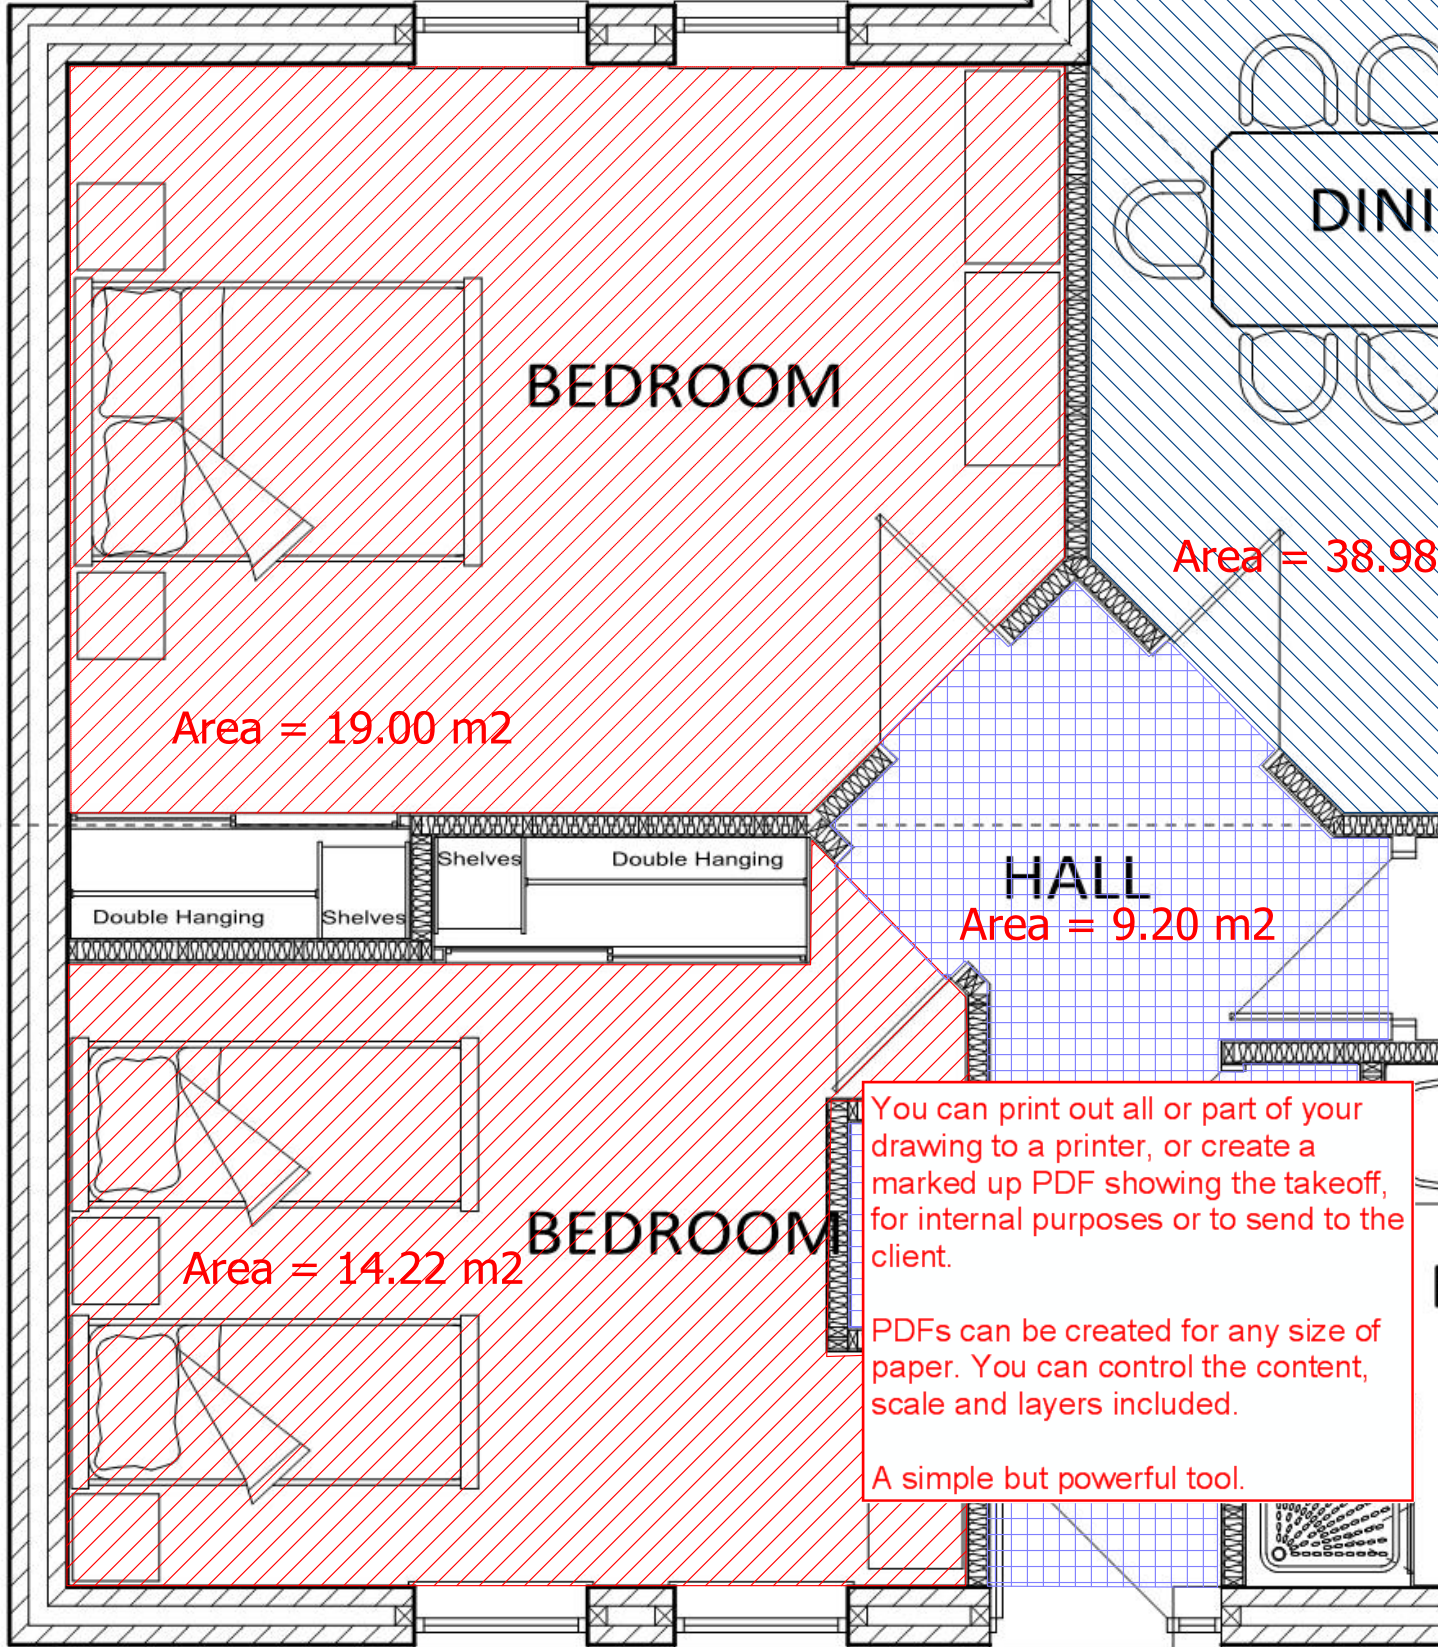 DINI
BEDROOM
Area = 38.98
Area = 19.00 m2
Shelves
Double Hanging
HALL
Double Hanging
Shelves
Area = 9.20 m2
You can print out all or part of your
drawing to a printer, or create a
marked up PDF showing the takeoff,
for internal purposes or to send to the
client.
PDFs can be created for any size of
paper. You can control the content,
scale and layers included.
A simple but powerful tool.
BEDROOM
Area = 14.22 m2